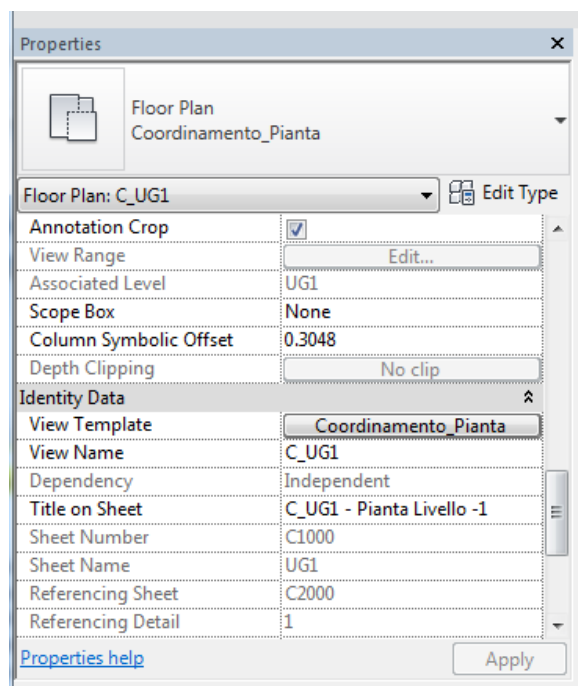 Properties
Floor Plan
Coordinamento_Pianta
Floor Plan: C_UG1 Edit Type
Annotation Crop
View Range Edit...
Associated Level UG1
Scope Box None
Column Symbolic Offset 0.3048
Depth Clipping No clip
Identity Data
View Template Coordinamento_Pianta
View Name C_UG1
Dependency Independent
Title on Sheet C_UG1 - Pianta Livello -1
Sheet Number C1000
Sheet Name UG1
Referencing Sheet C2000
Referencing Detail 1
Properties help Apply